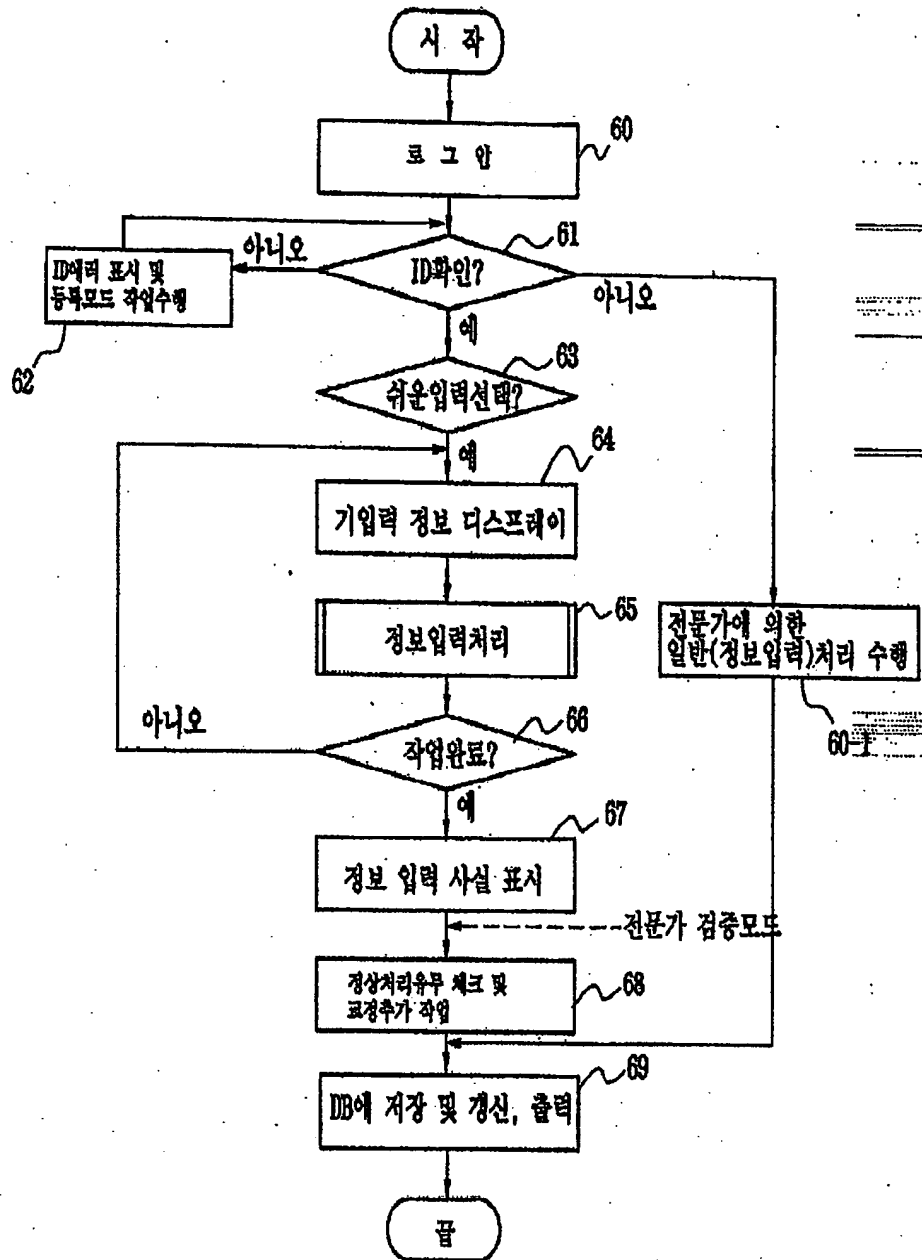 시 작
60
로 그 인
61
ID확인?
아니오
ID에러 표시 및
등록모드 작업수행
62
아니오
예
63
쉬운입력선택?
예
64
기입력 정보 디스프레이
65
정보입력처리
전문가에 의한
일반(정보입력)처리 수행
60-1
아니오
66
작업완료?
예
67
정보 입력 사실 표시
전문가 검증모드
정상처리유무 체크 및
교정추가 작업
68
69
DB에 저장 및 갱신, 출력
끝